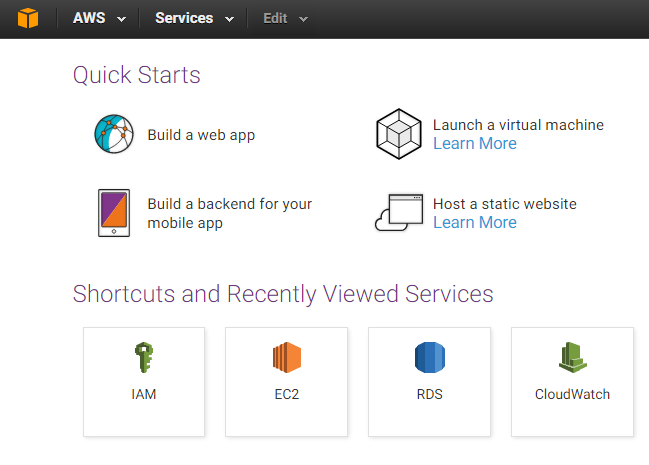 AWS Services Edit
Quick Starts
Build a web app
Launch a virtual machine
Learn More
Build a backend for your
mobile app
Host a static website
Learn More
Shortcuts and Recently Viewed Services
IAM
EC2
RDS
CloudWatch